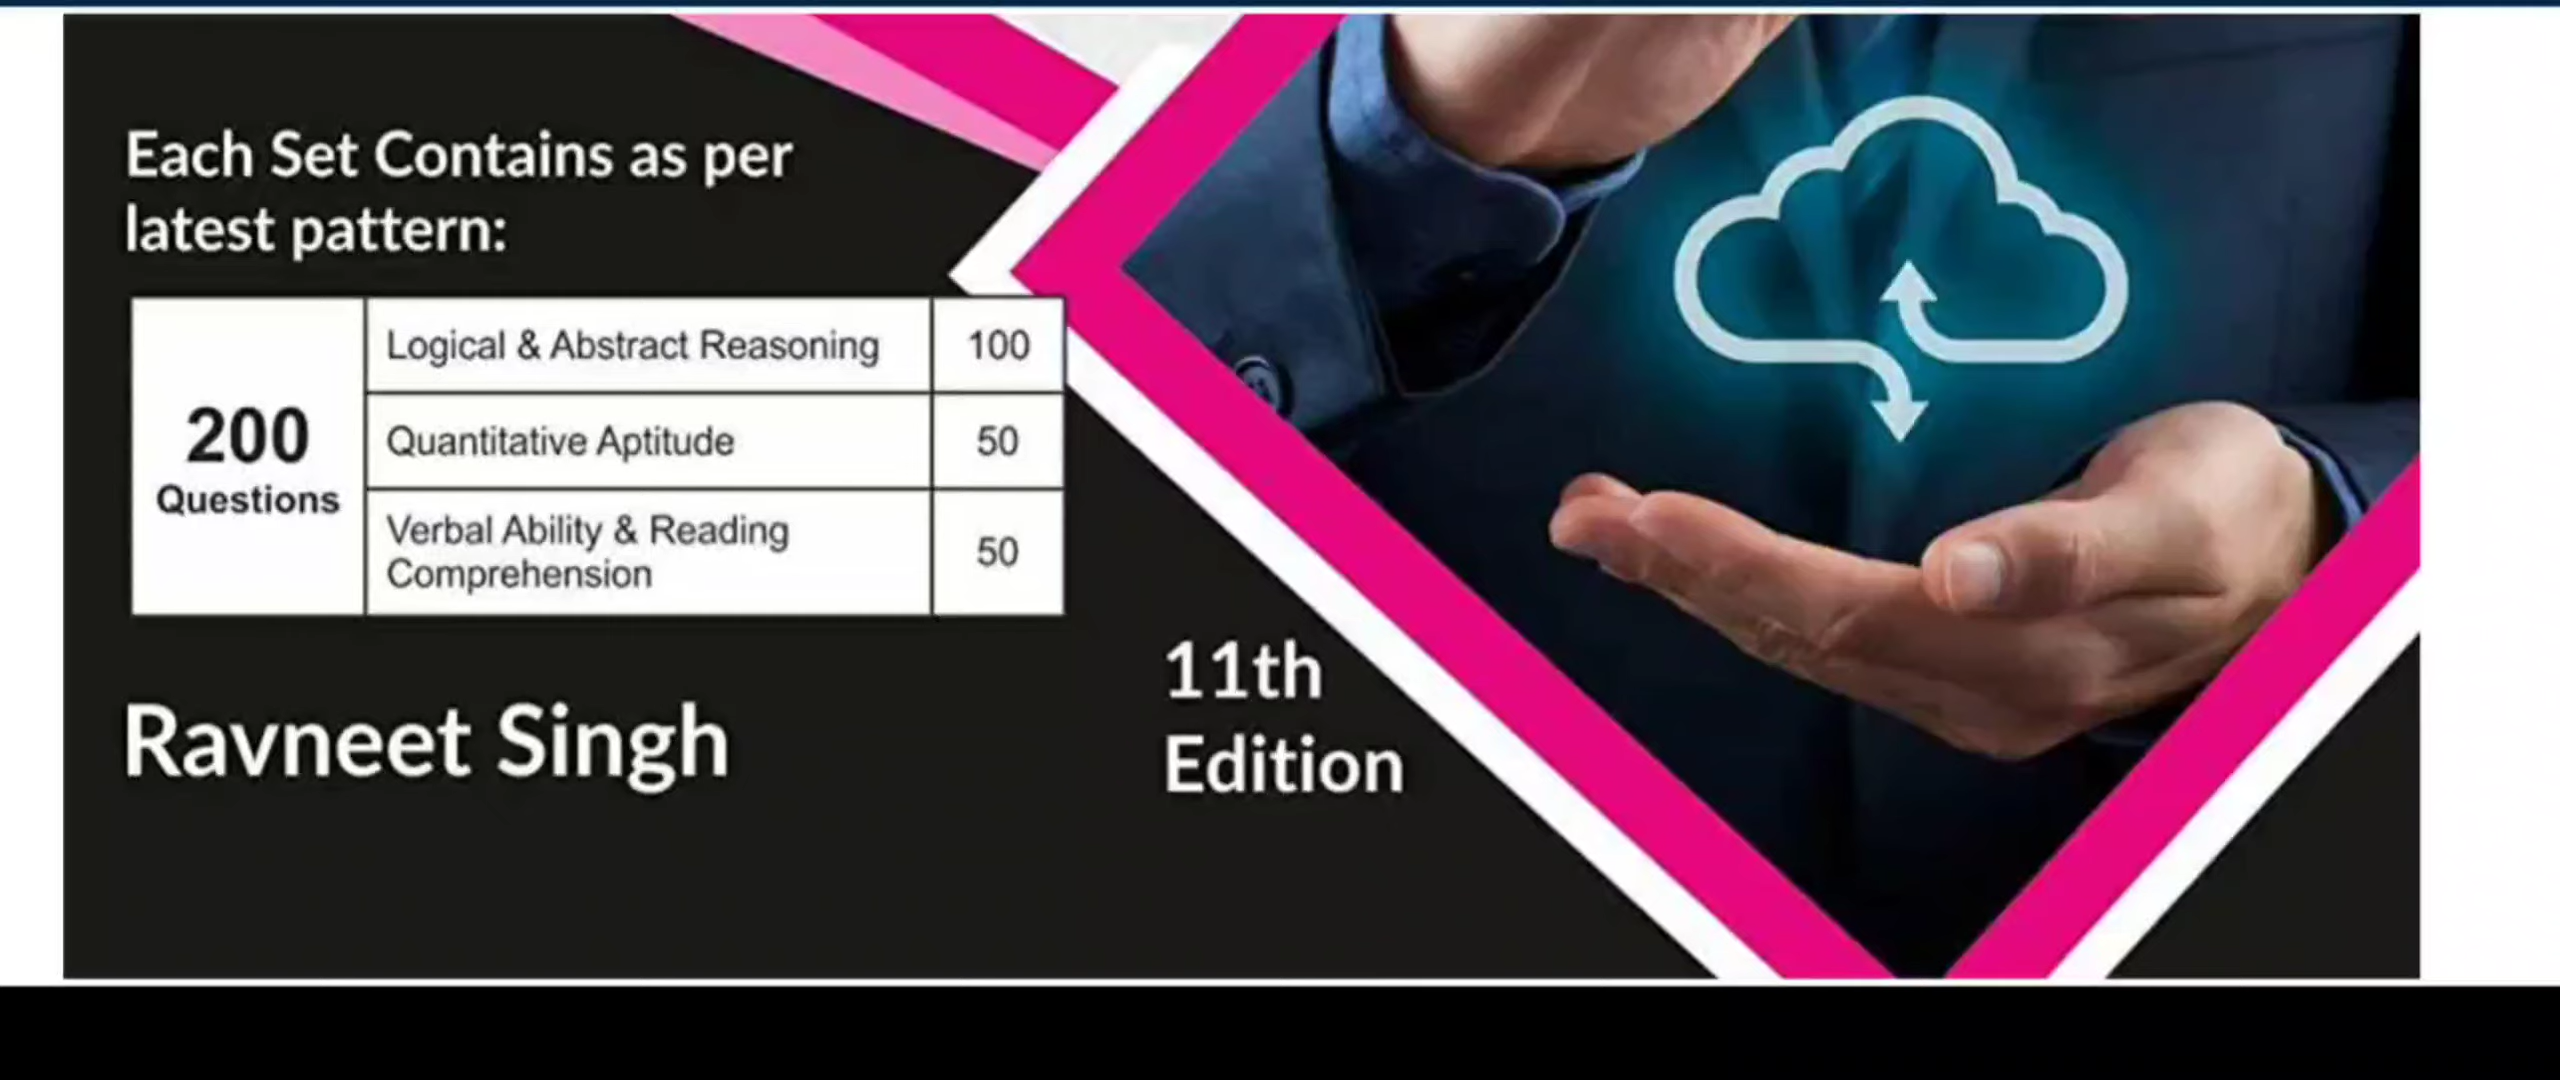 Each Set Contains as per
latest pattern:
200
Questions
Logical & Abstract Reasoning 100
Quantitative Aptitude 50
Verbal Ability & Reading
Comprehension 50
Ravneet Singh
11th
Edition